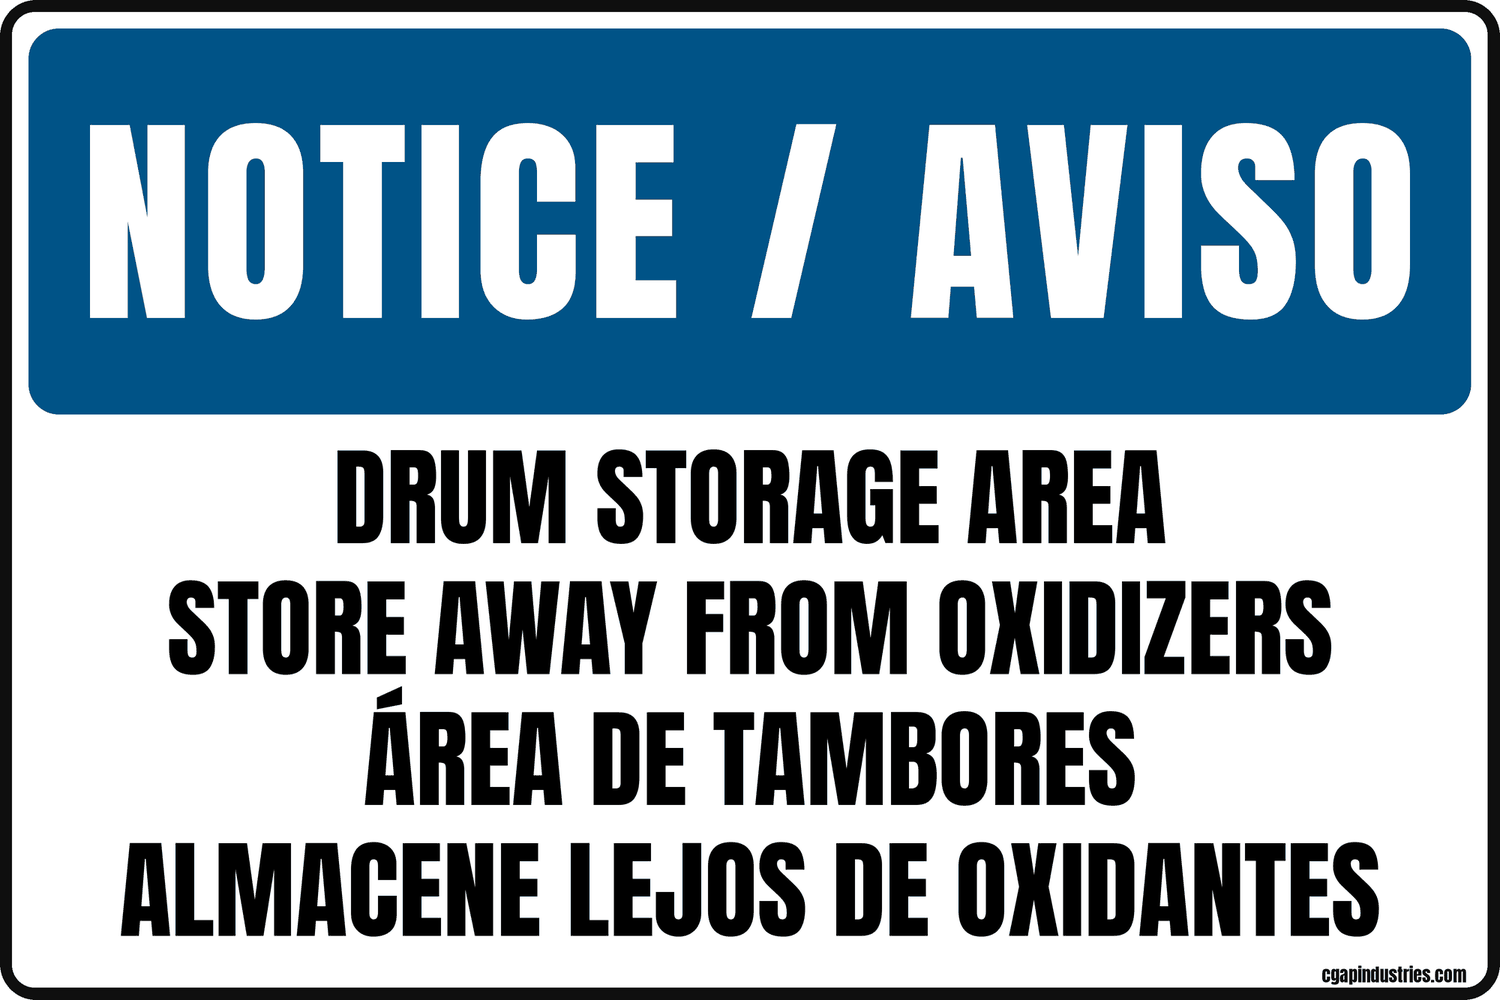 NOTICE / AVISO
DRUM STORAGE AREA
STORE AWAY FROM OXIDIZERS
ÁREA DE TAMBORES
ALMACENE LEJOS DE OXIDANTES
cgapindustries.com